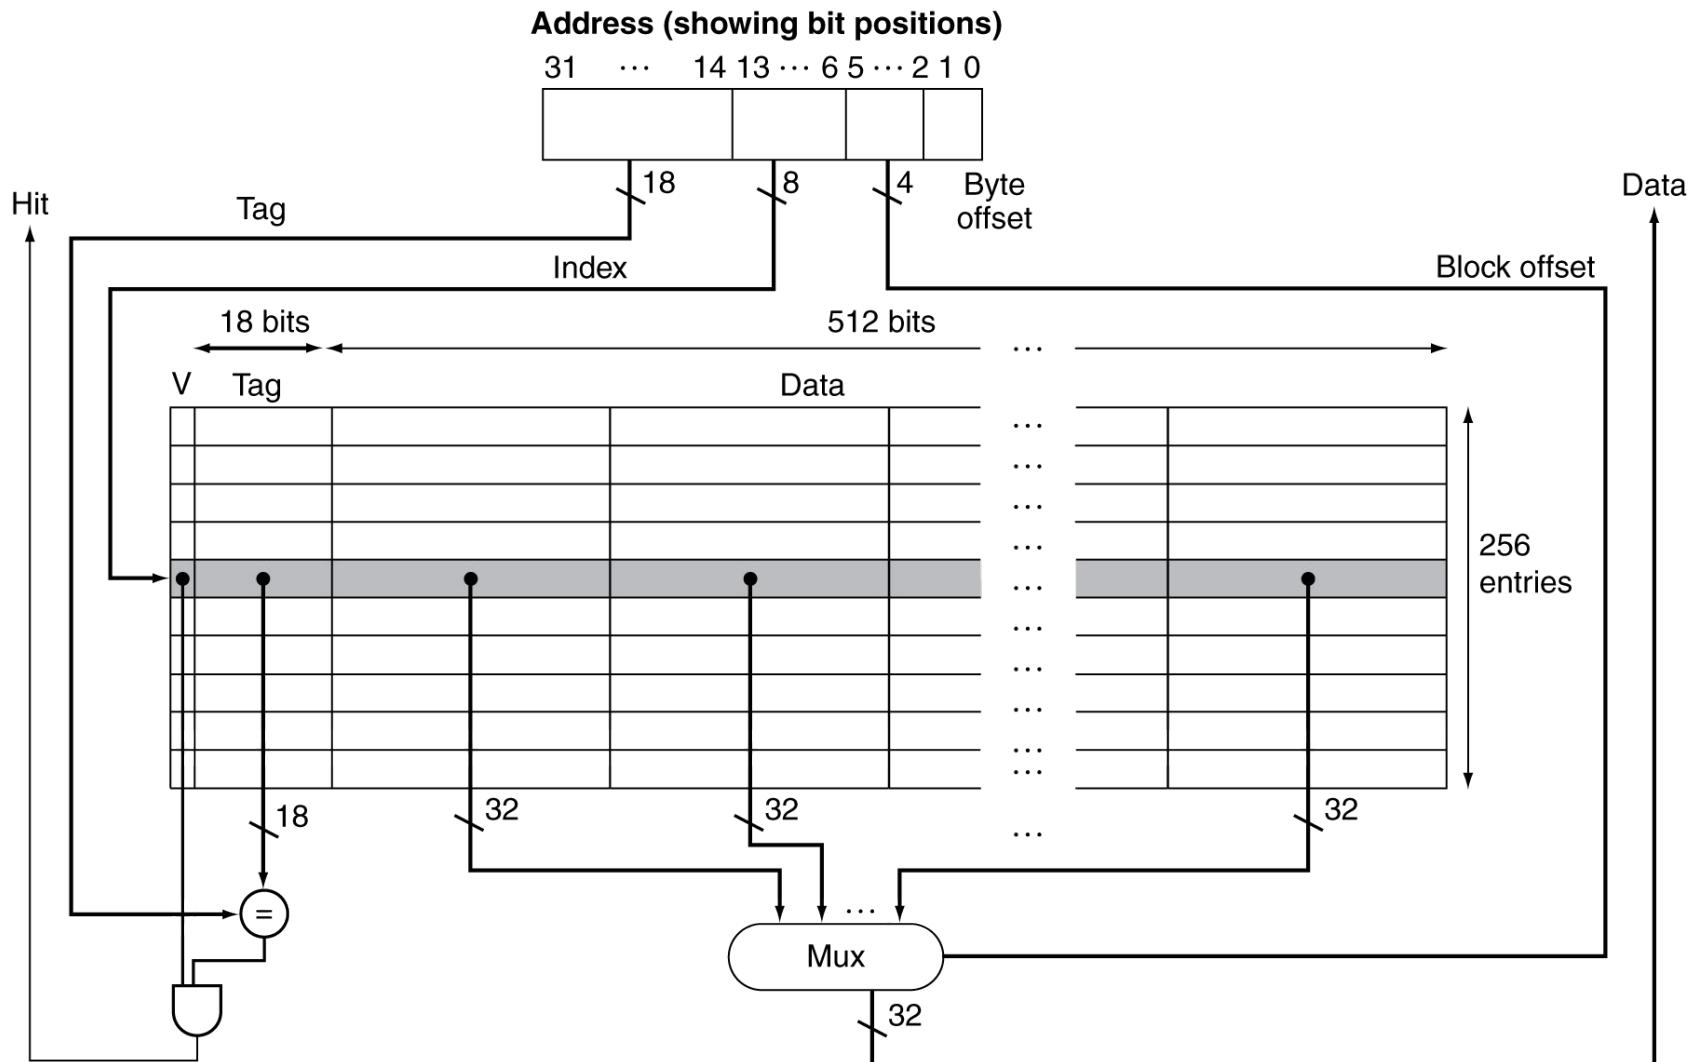 Address (showing bit positions)
31 ... 14 13 ... 6 5 ... 2 1 0
18 8 4 Byte offset
Hit
Tag
Data
Index
Block offset
18 bits
512 bits
...
V Tag Data
...
...
...
...
...
...
...
...
...
...
256
entries
18
32
32
...
32
=
...
Mux
32